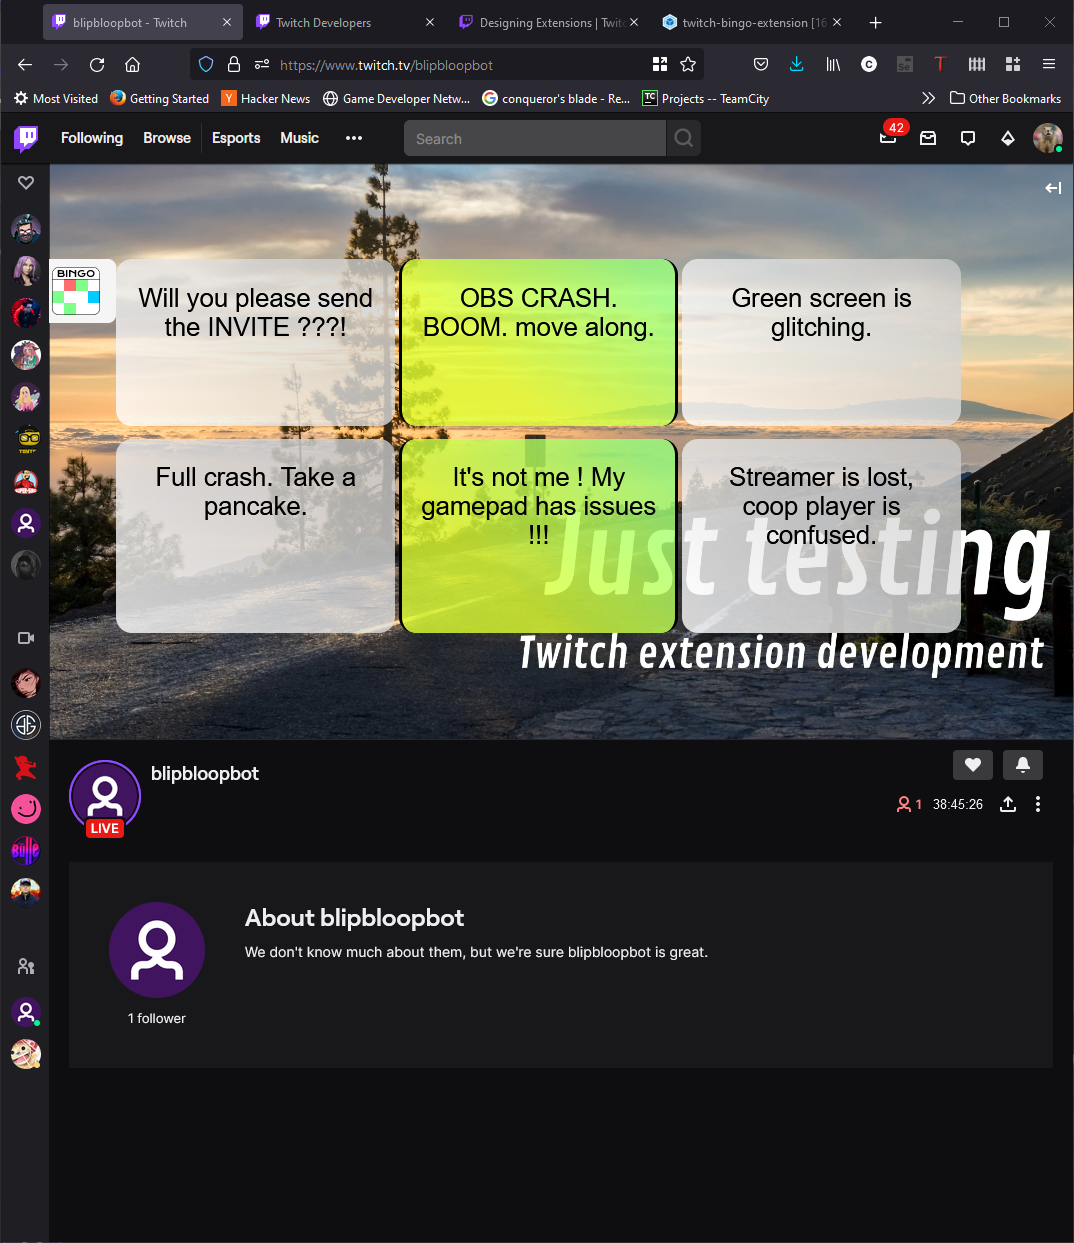 blipbloopbot - Twitch
Twitch Developers
Designing Extensions | Twitc
twitch-bingo-extension [16
https://www.twitch.tv/blipbloopbot
Most Visited
Getting Started
Hacker News
Game Developer Netw...
conqueror's blade - Re...
TC
Projects -- TeamCity
Other Bookmarks
Following
Browse
Esports
Music
Search
42
BINGO
Will you please send
the INVITE ???!
OBS CRASH.
BOOM. move along.
Green screen is
glitching.
Full crash. Take a
pancake.
It's not me ! My
gamepad has issues
!!!
Streamer is lost,
coop player is
confused.
Just testing
Twitch extension development
blipbloopbot
LIVE
1
38:45:26
About blipbloopbot
We don't know much about them, but we're sure blipbloopbot is great.
1 follower